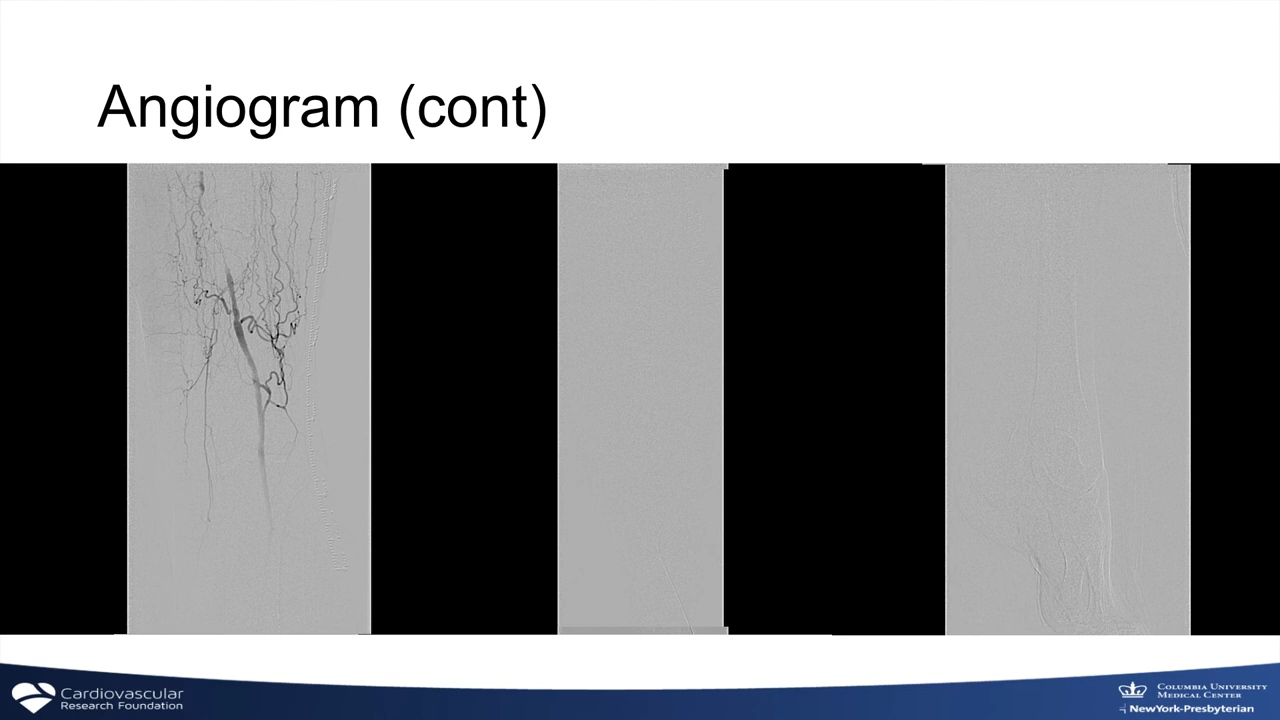 Angiogram (cont)
Cardiovascular
Research Foundation
COLUMBIA UNIVERSITY
MEDICAL CENTER
NewYork-Presbyterian